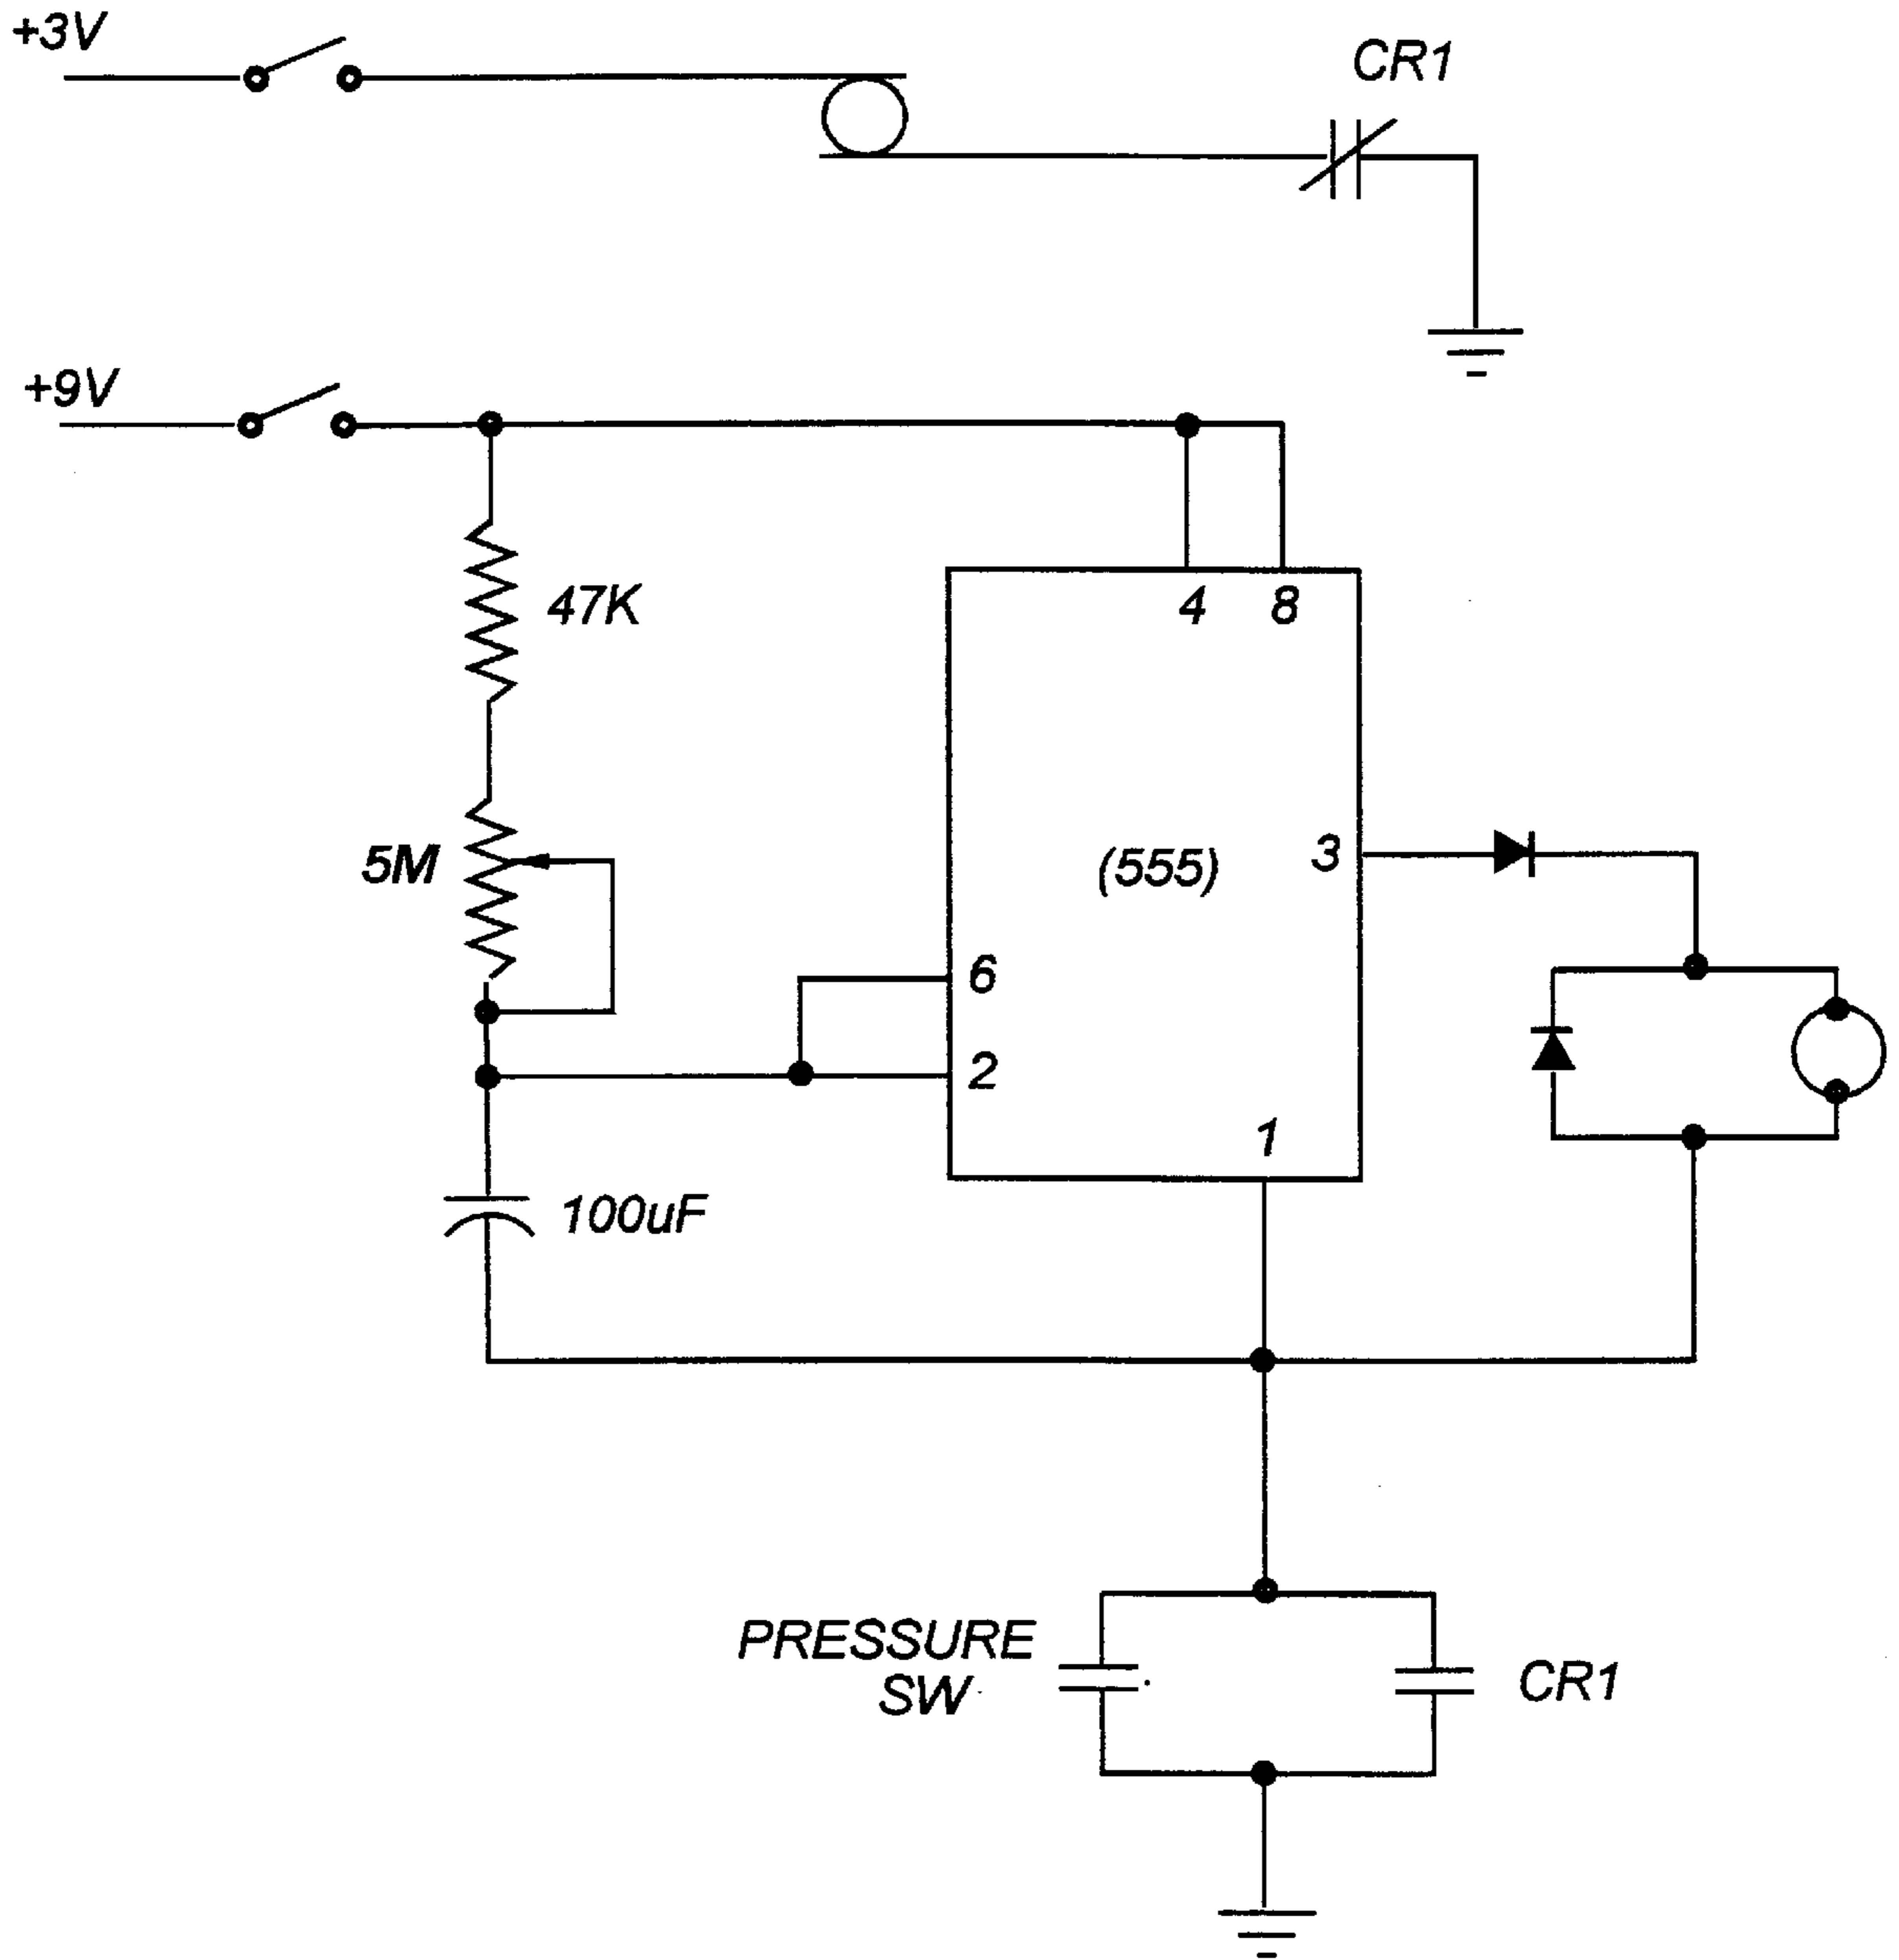 +3V
CR1
+9V
47K
4 8
5M
(555)
3
6
2
1
100uF
PRESSURE
SW
CR1